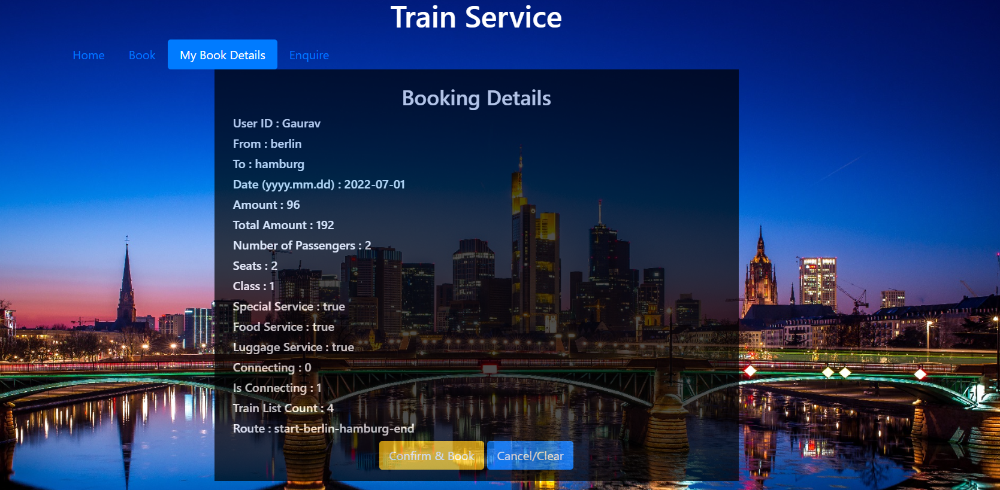 Train Service
Home Book My Book Details Enquire
Booking Details
User ID : Gaurav
From : berlin
To : hamburg
Date (yyyy.mm.dd) : 2022-07-01
Amount : 96
Total Amount : 192
Number of Passengers : 2
Seats : 2
Class : 1
Special Service : true
Food Service : true
Luggage Service : true
Connecting : 0
Is Connecting : 1
Train List Count : 4
Route : start-berlin-hamburg-end
Confirm & Book Cancel/Clear